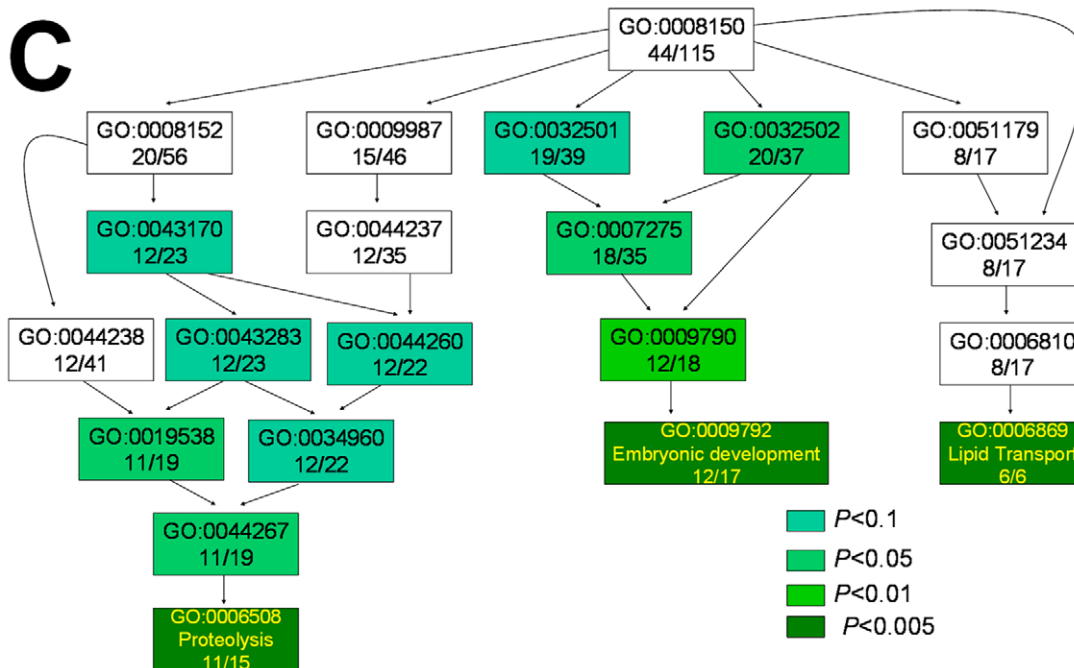 C
GO:0008150
44/115
GO:0008152
20/56
GO:0009987
15/46
GO:0032501
19/39
GO:0032502
20/37
GO:0051179
8/17
GO:0043170
12/23
GO:0044237
12/35
GO:0007275
18/35
GO:0051234
8/17
GO:0044238
12/41
GO:0043283
12/23
GO:0044260
12/22
GO:0009790
12/18
GO:0006810
8/17
GO:0019538
11/19
GO:0034960
12/22
GO:0009792
Embryonic development
12/17
GO:0006869
Lipid Transport
6/6
GO:0044267
11/19
GO:0006508
Proteolysis
11/15
P<0.1
P<0.05
P<0.01
P<0.005